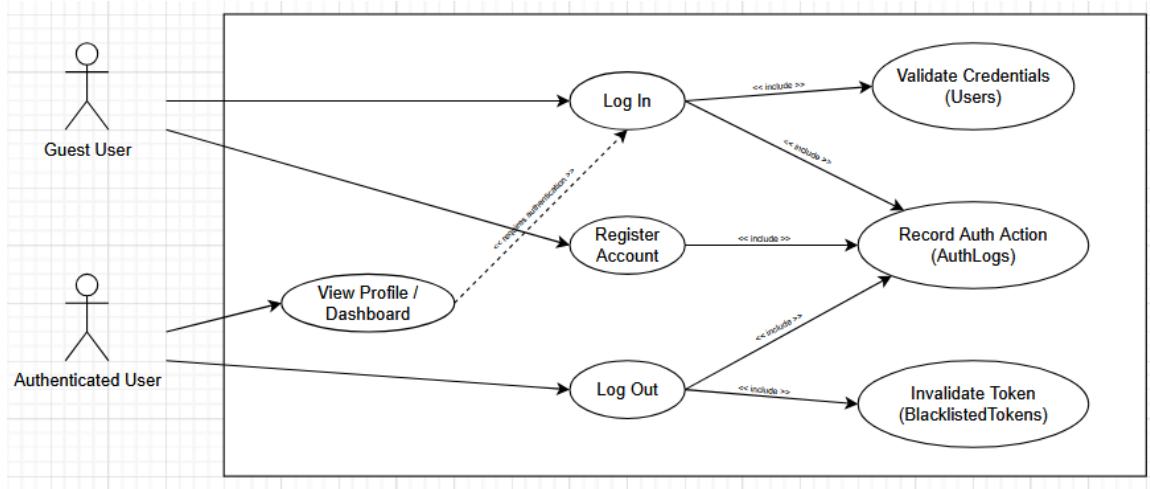 Guest User
Authenticated User
View Profile /
Dashboard
<< requires authentication >>
Log In
Register
Account
Log Out
<< include >>
<< include >>
<< include >>
<< include >>
<< include >>
Validate Credentials
(Users)
Record Auth Action
(AuthLogs)
Invalidate Token
(BlacklistedTokens)